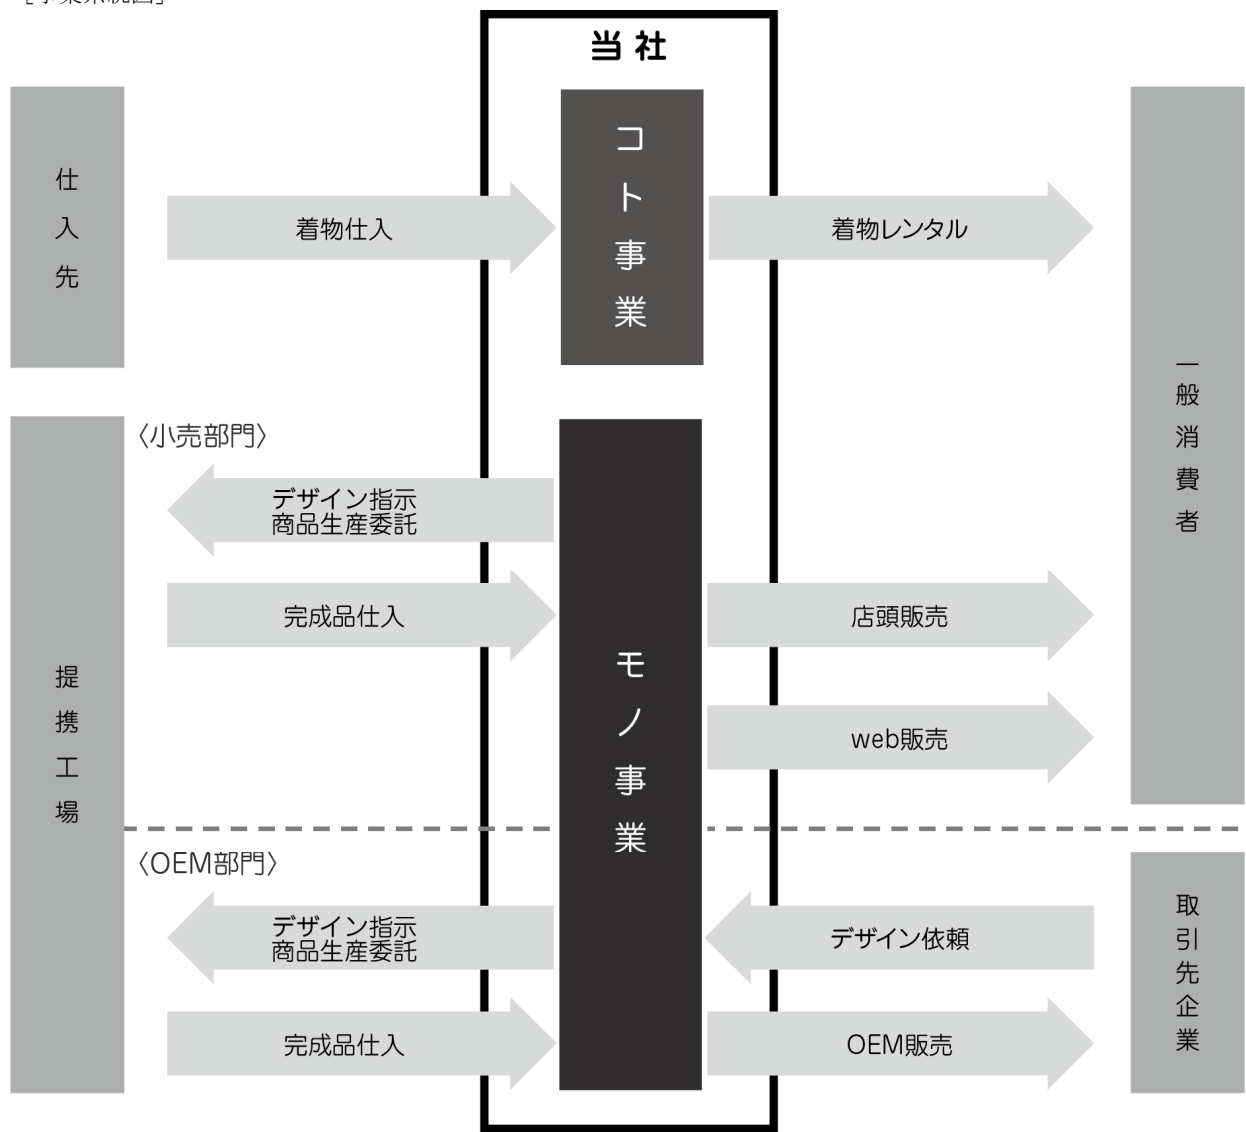 [事業系統図]
当社
仕入先
着物仕入
コト事業
着物レンタル
一般消費者
〈小売部門〉
デザイン指示
商品生産委託
完成品仕入
提携工場
モノ事業
店頭販売
web販売
〈OEM部門〉
デザイン指示
商品生産委託
デザイン依頼
取引先企業
完成品仕入
OEM販売